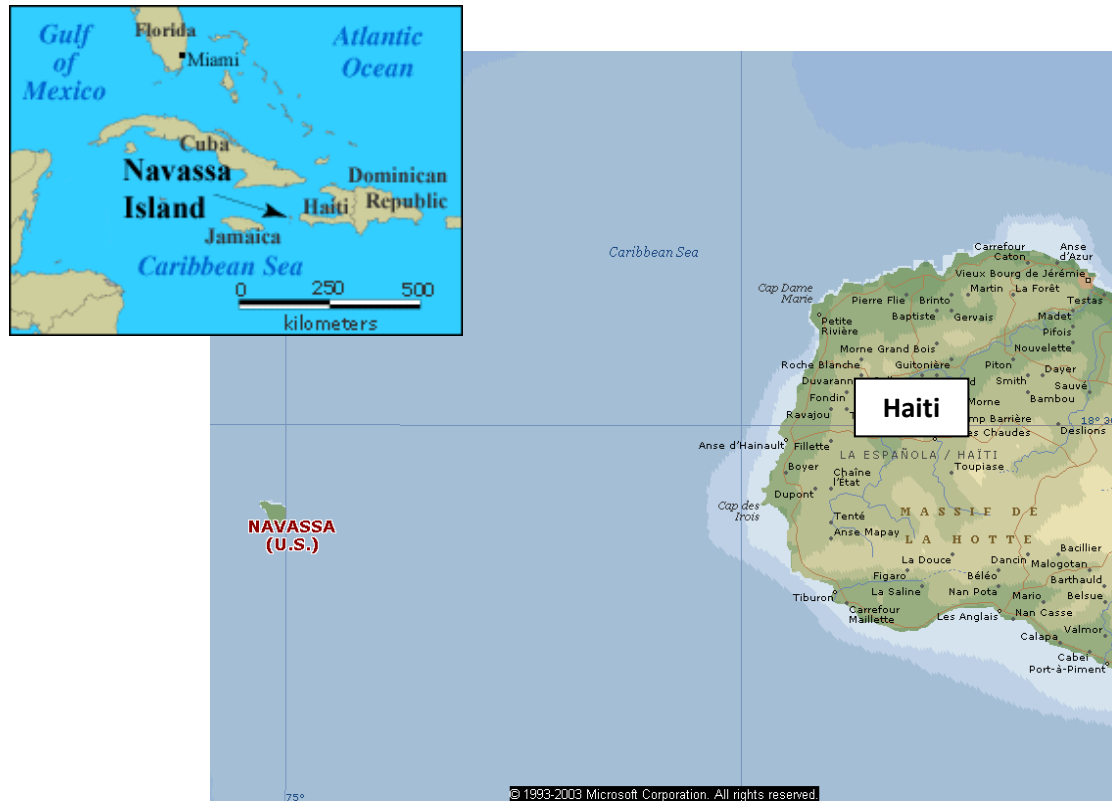 Gulf
of
Mexico
Florida
Miami
Atlantic
Ocean
Cuba
Navassa
Island
Dominican
Republic
Haiti
Jamaica
Caribbean Sea
0 250 500
kilometers
Caribbean Sea
Carrefour
Caton
Anse
d'Azur
Vieux Bourg de Jérémie
Cap Dame
Marie
Pierre Flie
Brinto
Martin
La Forêt
Testas
Petite
Rivière
Baptiste
Gervais
Madet
Pifois
Morne Grand Bois
Nouvelette
Roche Blanche
Guitonière
Piton
Dayer
Duvarann
Smith
Sauvé
Fondin
Haiti
Morne
Bambou
Ravajou
mp Barrière
18° 30
Anse d'Hainault
Fillette
es Chaudes
Deslions
LA ESPAÑOLA / HAÏTI
Boyer
Chaîne
l'État
Toupiase
Dupont
Cap des
Irois
NAVASSA
(U.S.)
Tenté
MASSIF DE
LA HOTTE
Anse Mapay
La Douce
Dancin
Bacillier
Malogotan
Figaro
Béléo
Barthauld
Tiburon
La Saline
Nan Pota
Mario
Belsue
Carrefour
Maillette
Les Anglais
Nan Casse
Calapa
Valmor
Cabei
Port-à-Piment
75°
© 1993-2003 Microsoft Corporation. All rights reserved.